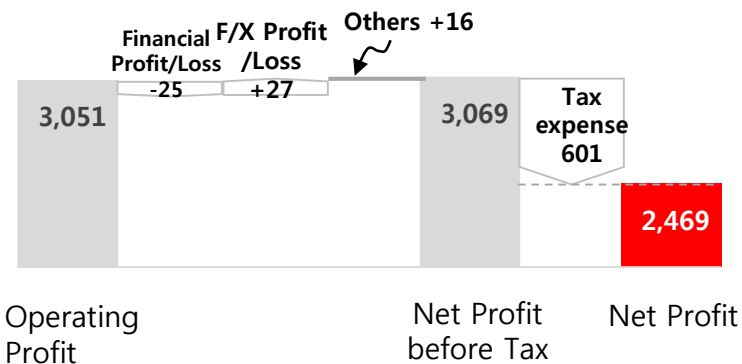 Financial
Profit/Loss
-25
F/X Profit
/Loss
+27
Others +16
3,051
3,069
Tax
expense
601
2,469
Operating
Profit
Net Profit
before Tax
Net Profit